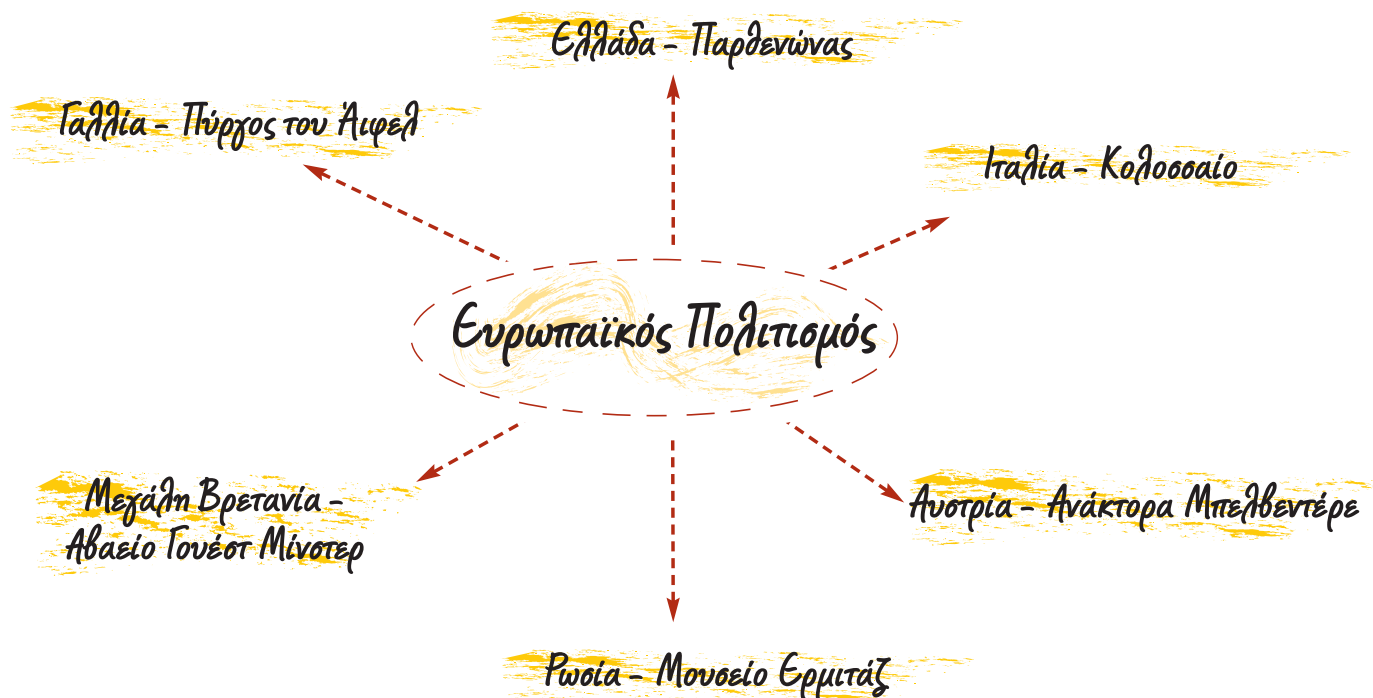 Ελλάδα - Παρθενώνας
Γαλλία - Πύργος του Άιφελ
Ιταλία - Κολοσσαίο
Ευρωπαϊκός Πολιτισμός
Μεγάλη Βρετανία -
Αβαείο Γουέστ Μίνστερ
Αυστρία - Ανάκτορα Μπελβεντέρε
Ρωσία - Μουσείο Ερμιτάζ